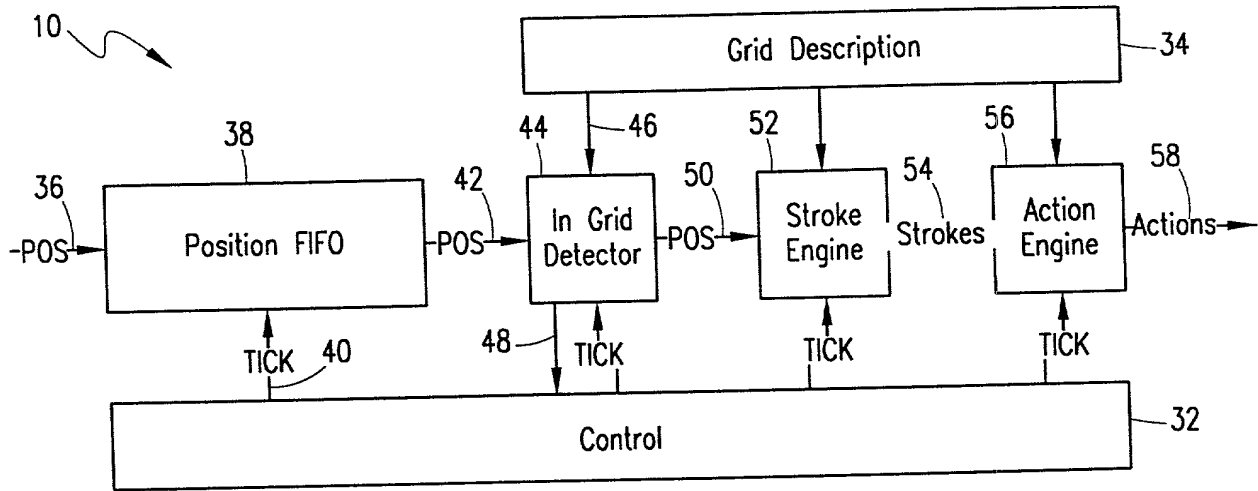 10
Grid Description
34
38
44
46
52
56
36
42
50
54
58
POS
Position FIFO
POS
In Grid
Detector
POS
Stroke
Engine
Strokes
Action
Engine
Actions
TICK
40
48
TICK
TICK
TICK
Control
32